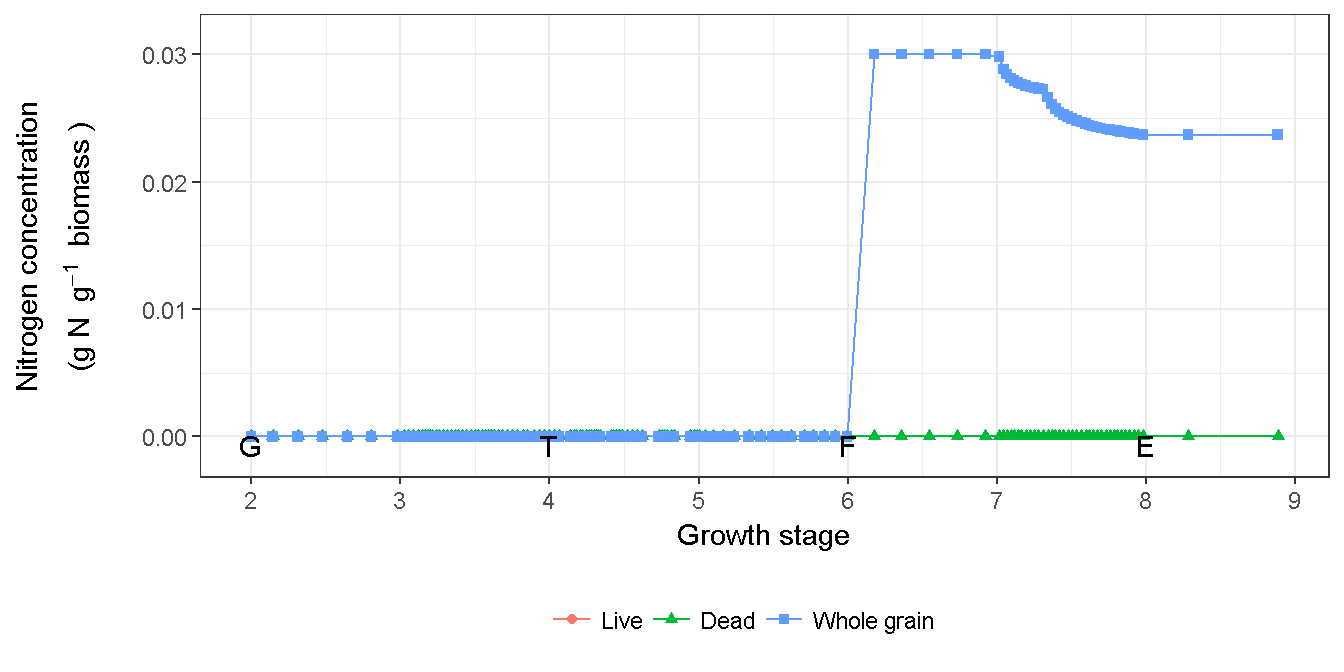 Nitrogen concentration
(g N g⁻¹ biomass )
0.03
0.02
0.01
0.00
G T F E
2 3 4 5 6 7 8 9
Growth stage
Live Dead Whole grain